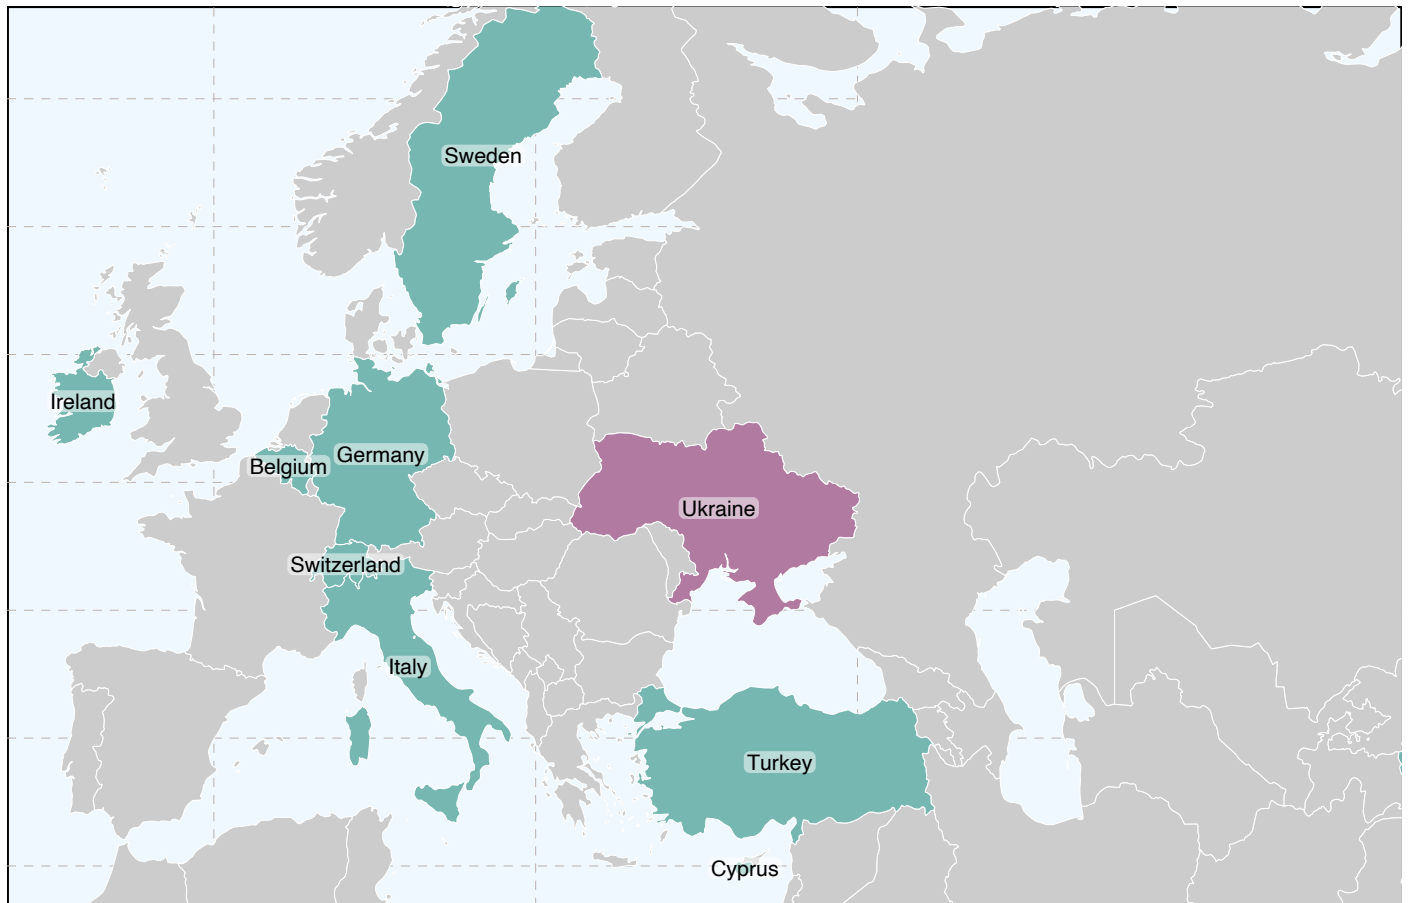 Sweden
Ireland
Germany
Belgium
Ukraine
Switzerland
Italy
Turkey
Cyprus